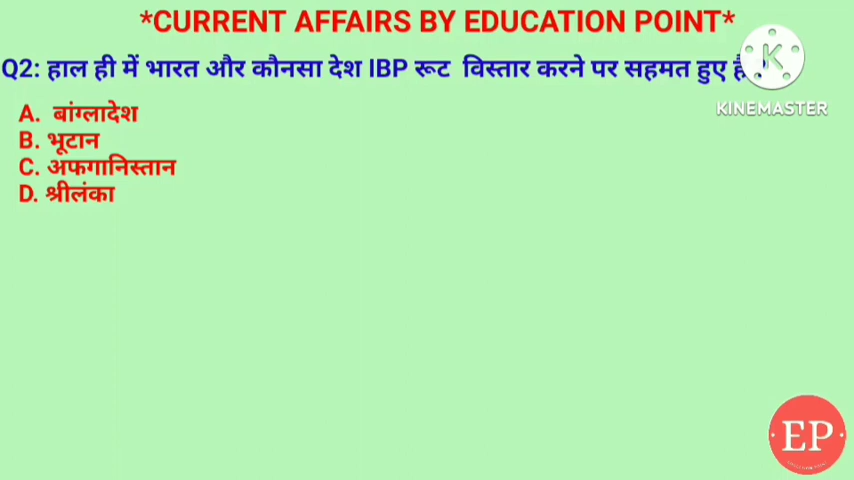 *CURRENT AFFAIRS BY EDUCATION POINT*
Q2: हाल ही में भारत और कौनसा देश IBP रूट विस्तार करने पर सहमत हुए
KINEMASTER
A. बांग्लादेश
B. भूटान
C. अफगानिस्तान
D. श्रीलंका
EP